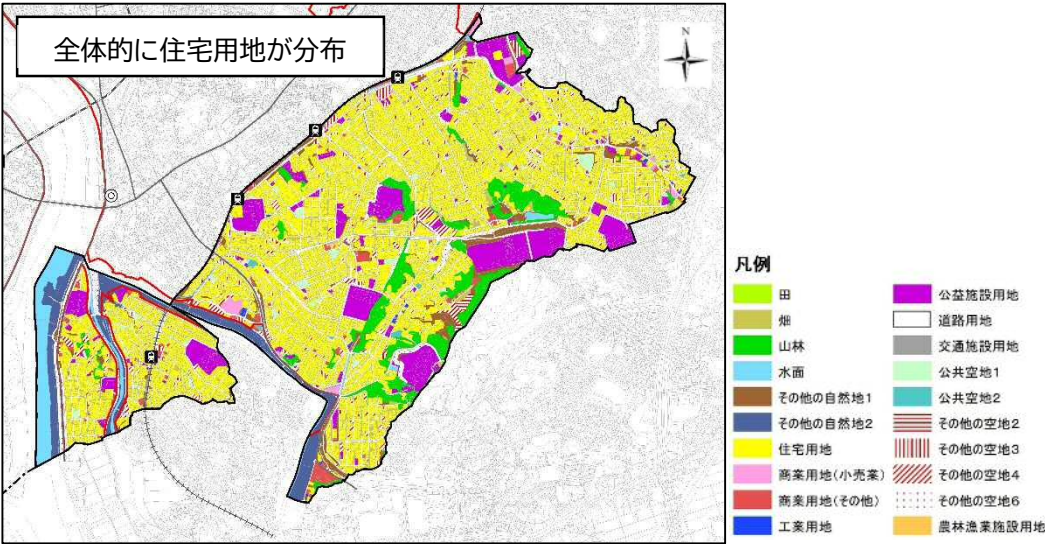 全体的に住宅用地が分布
N
凡例
田
畑
山林
水面
その他の自然地1
その他の自然地2
住宅用地
商業用地(小売業)
商業用地(その他)
工業用地
公益施設用地
道路用地
交通施設用地
公共空地1
公共空地2
その他の空地2
その他の空地3
その他の空地4
その他の空地6
農林漁業施設用地